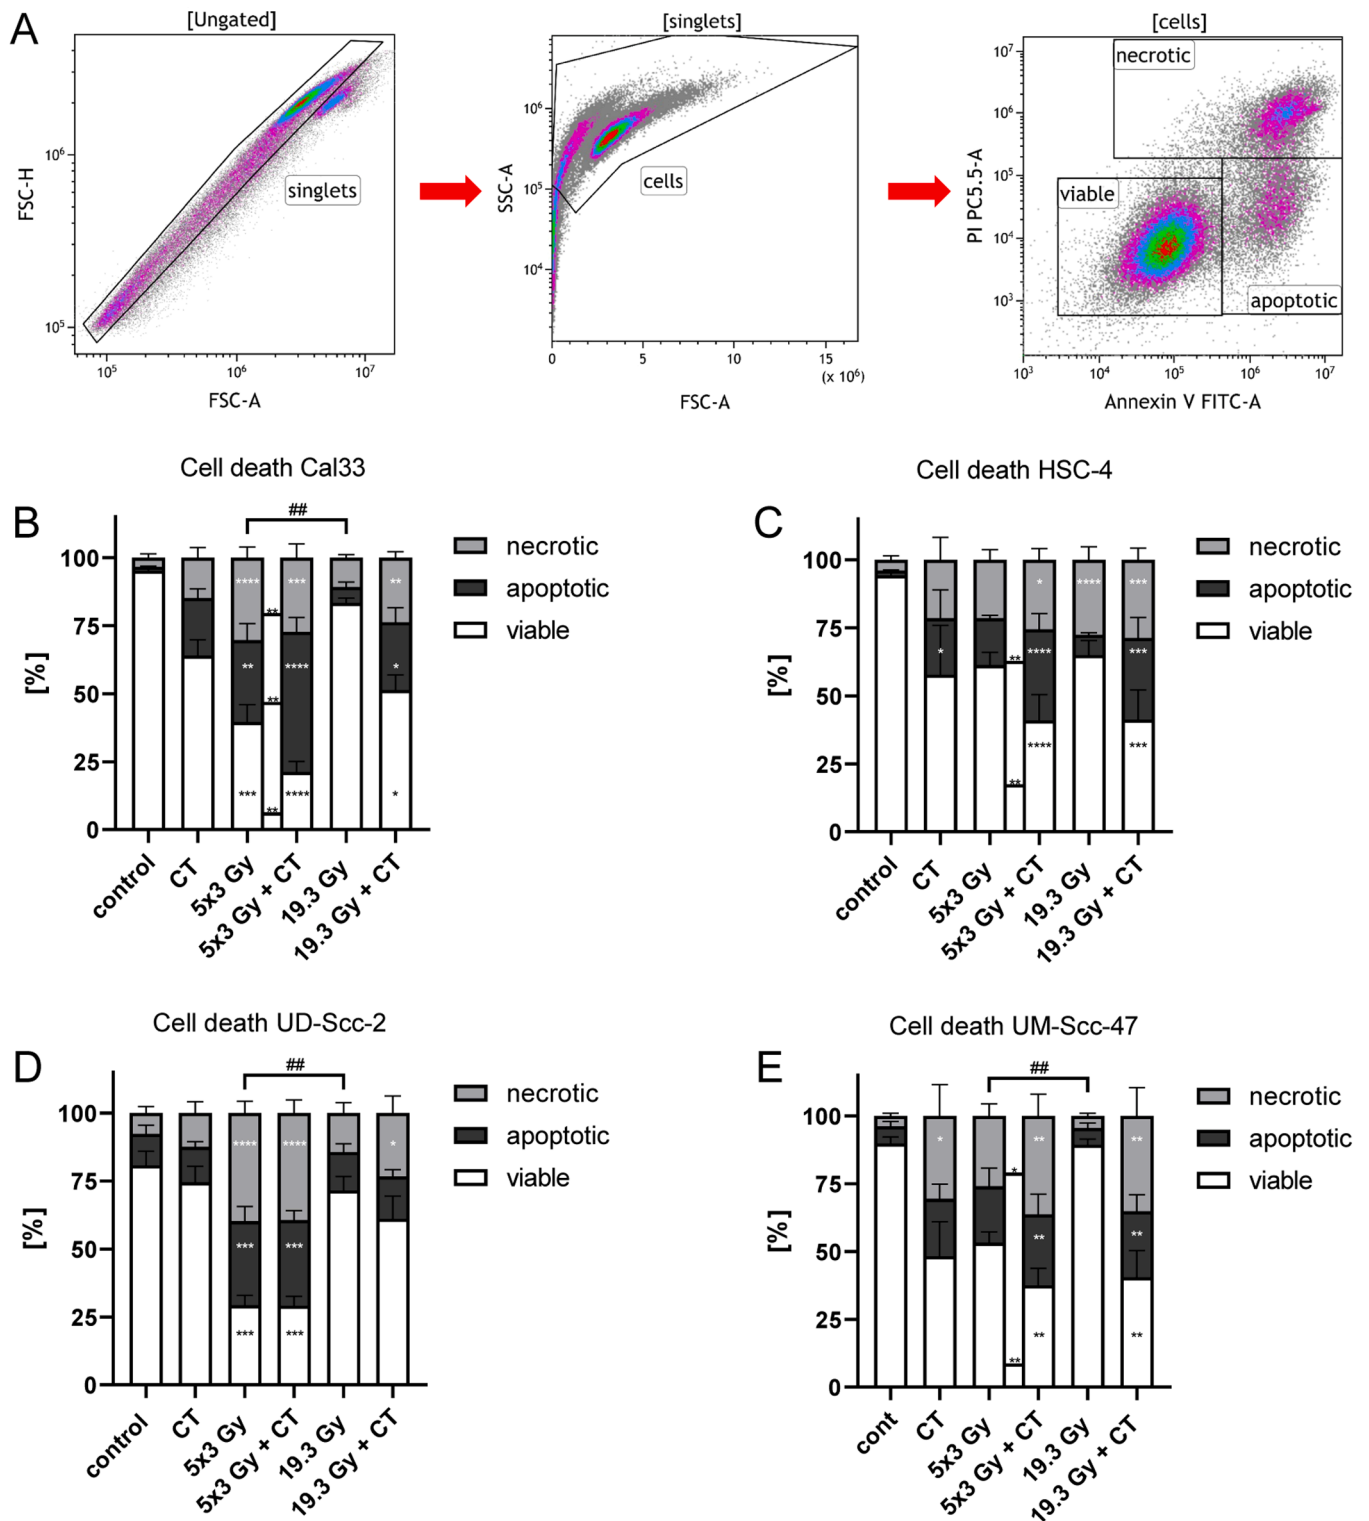 A
[Ungated]
[singlets]
[cells]
FSC-H
10⁶
10⁵
singlets
10⁵
10⁶
10⁷
FSC-A
SSC-A
10⁶
10⁵
10⁴
cells
0
5
10
15
(x 10⁶)
FSC-A
PI PC5.5-A
10⁷
10⁶
10⁵
10⁴
10³
necrotic
viable
apoptotic
10³
10⁴
10⁵
10⁶
10⁷
Annexin V FITC-A
B
Cell death Cal33
##
[%]
100
75
50
25
0
****
***
**
**
**
****
*
**
***
****
*
**
necrotic
apoptotic
viable
control
CT
5x3 Gy
5x3 Gy + CT
19.3 Gy
19.3 Gy + CT
C
Cell death HSC-4
[%]
100
75
50
25
0
*
****
***
*
**
****
***
****
***
**
necrotic
apoptotic
viable
control
CT
5x3 Gy
5x3 Gy + CT
19.3 Gy
19.3 Gy + CT
D
Cell death UD-Scc-2
##
[%]
100
75
50
25
0
****
****
*
***
***
***
***
necrotic
apoptotic
viable
control
CT
5x3 Gy
5x3 Gy + CT
19.3 Gy
19.3 Gy + CT
E
Cell death UM-Scc-47
##
[%]
100
75
50
25
0
*
**
**
*
**
**
**
**
**
necrotic
apoptotic
viable
cont
CT
5x3 Gy
5x3 Gy + CT
19.3 Gy
19.3 Gy + CT